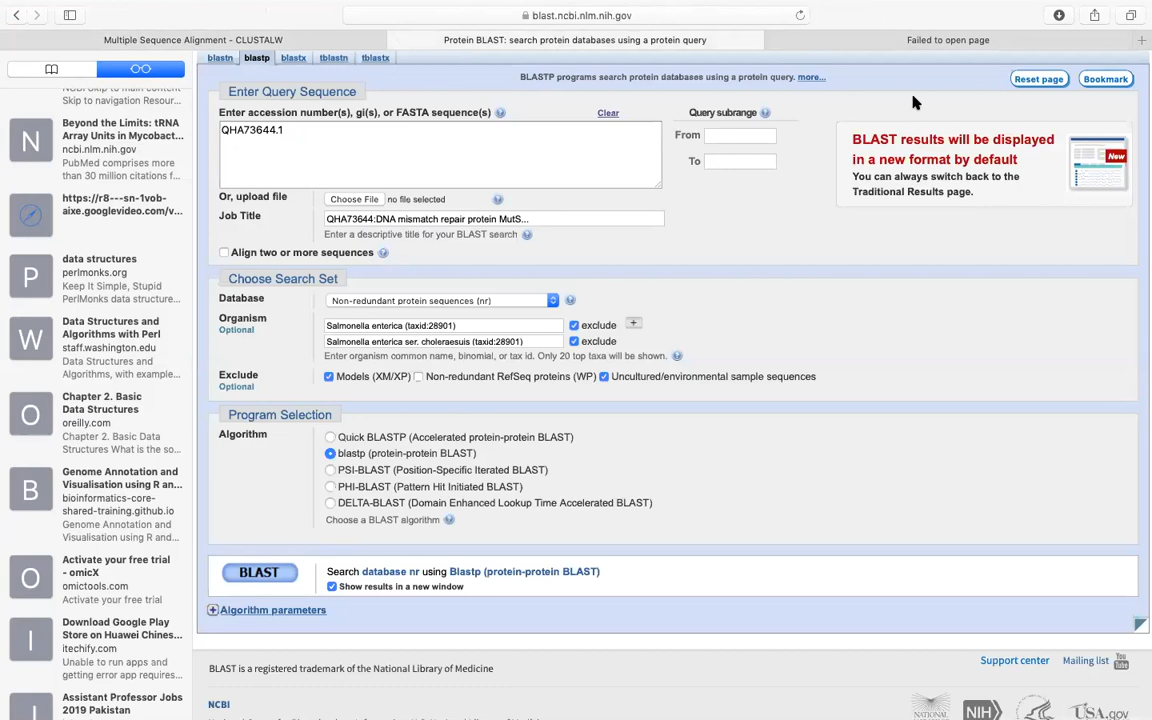 blast.ncbi.nlm.nih.gov
Multiple Sequence Alignment - CLUSTALW
Protein BLAST: search protein databases using a protein query
Failed to open page
Skip to navigation Resour...
Beyond the Limits: tRNA
Array Units in Mycobact...
ncbi.nlm.nih.gov
PubMed comprises more
than 30 million citations f...
https://r8---sn-1vob-
aixe.googlevideo.com/v...
data structures
perlmonks.org
Keep It Simple, Stupid
PerlMonks data structure...
Data Structures and
Algorithms with Perl
staff.washington.edu
Data Structures and
Algorithms, with example...
Chapter 2. Basic
Data Structures
oreilly.com
Chapter 2. Basic Data
Structures What is the so...
Genome Annotation and
Visualisation using R an...
bioinformatics-core-
shared-training.github.io
Genome Annotation and
Visualisation using R and...
Activate your free trial
- omicX
omictools.com
Activate your free trial
Download Google Play
Store on Huawei Chines...
itechify.com
Unable to run apps and
getting error app requires...
Assistant Professor Jobs
2019 Pakistan
N
P
W
O
B
O
I
blastn blastp blastx tblastn tblastx
BLASTP programs search protein databases using a protein query. more...
Reset page
Bookmark
Enter Query Sequence
Enter accession number(s), gi(s), or FASTA sequence(s)
Clear
Query subrange
QHA73644.1
From
To
Or, upload file
Choose File no file selected
Job Title
QHA73644:DNA mismatch repair protein MutS...
Enter a descriptive title for your BLAST search
Align two or more sequences
BLAST results will be displayed
in a new format by default
You can always switch back to the
Traditional Results page.
New
Choose Search Set
Database
Non-redundant protein sequences (nr)
Organism
Optional
Salmonella enterica (taxid:28901)
exclude
+
Salmonella enterica ser. choleraesuis (taxid:28901)
exclude
Enter organism common name, binomial, or tax id. Only 20 top taxa will be shown.
Exclude
Optional
Models (XM/XP) Non-redundant RefSeq proteins (WP) Uncultured/environmental sample sequences
Program Selection
Algorithm
Quick BLASTP (Accelerated protein-protein BLAST)
blastp (protein-protein BLAST)
PSI-BLAST (Position-Specific Iterated BLAST)
PHI-BLAST (Pattern Hit Initiated BLAST)
DELTA-BLAST (Domain Enhanced Lookup Time Accelerated BLAST)
Choose a BLAST algorithm
BLAST
Search database nr using Blastp (protein-protein BLAST)
Show results in a new window
Algorithm parameters
BLAST is a registered trademark of the National Library of Medicine
Support center
Mailing list
You
Tube
NCBI
NATIONAL
NIH
USA.gov